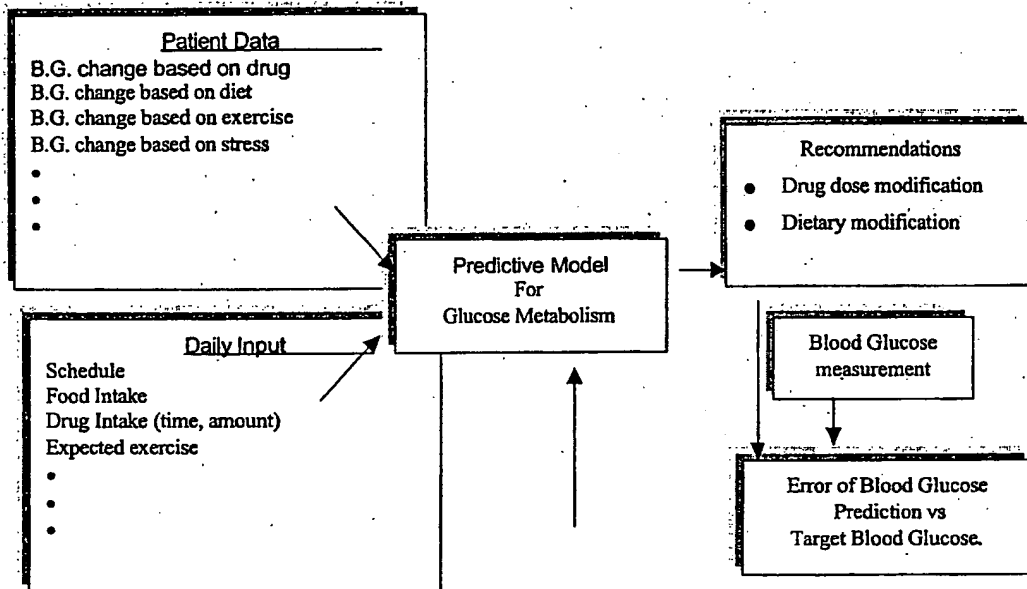 Patient Data
B.G. change based on drug
B.G. change based on diet
B.G. change based on exercise
B.G. change based on stress
•
•
•
Daily Input
Schedule
Food Intake
Drug Intake (time, amount)
Expected exercise
•
•
•
Predictive Model
For
Glucose Metabolism
Recommendations
• Drug dose modification
• Dietary modification
Blood Glucose
measurement
Error of Blood Glucose
Prediction vs
Target Blood Glucose.